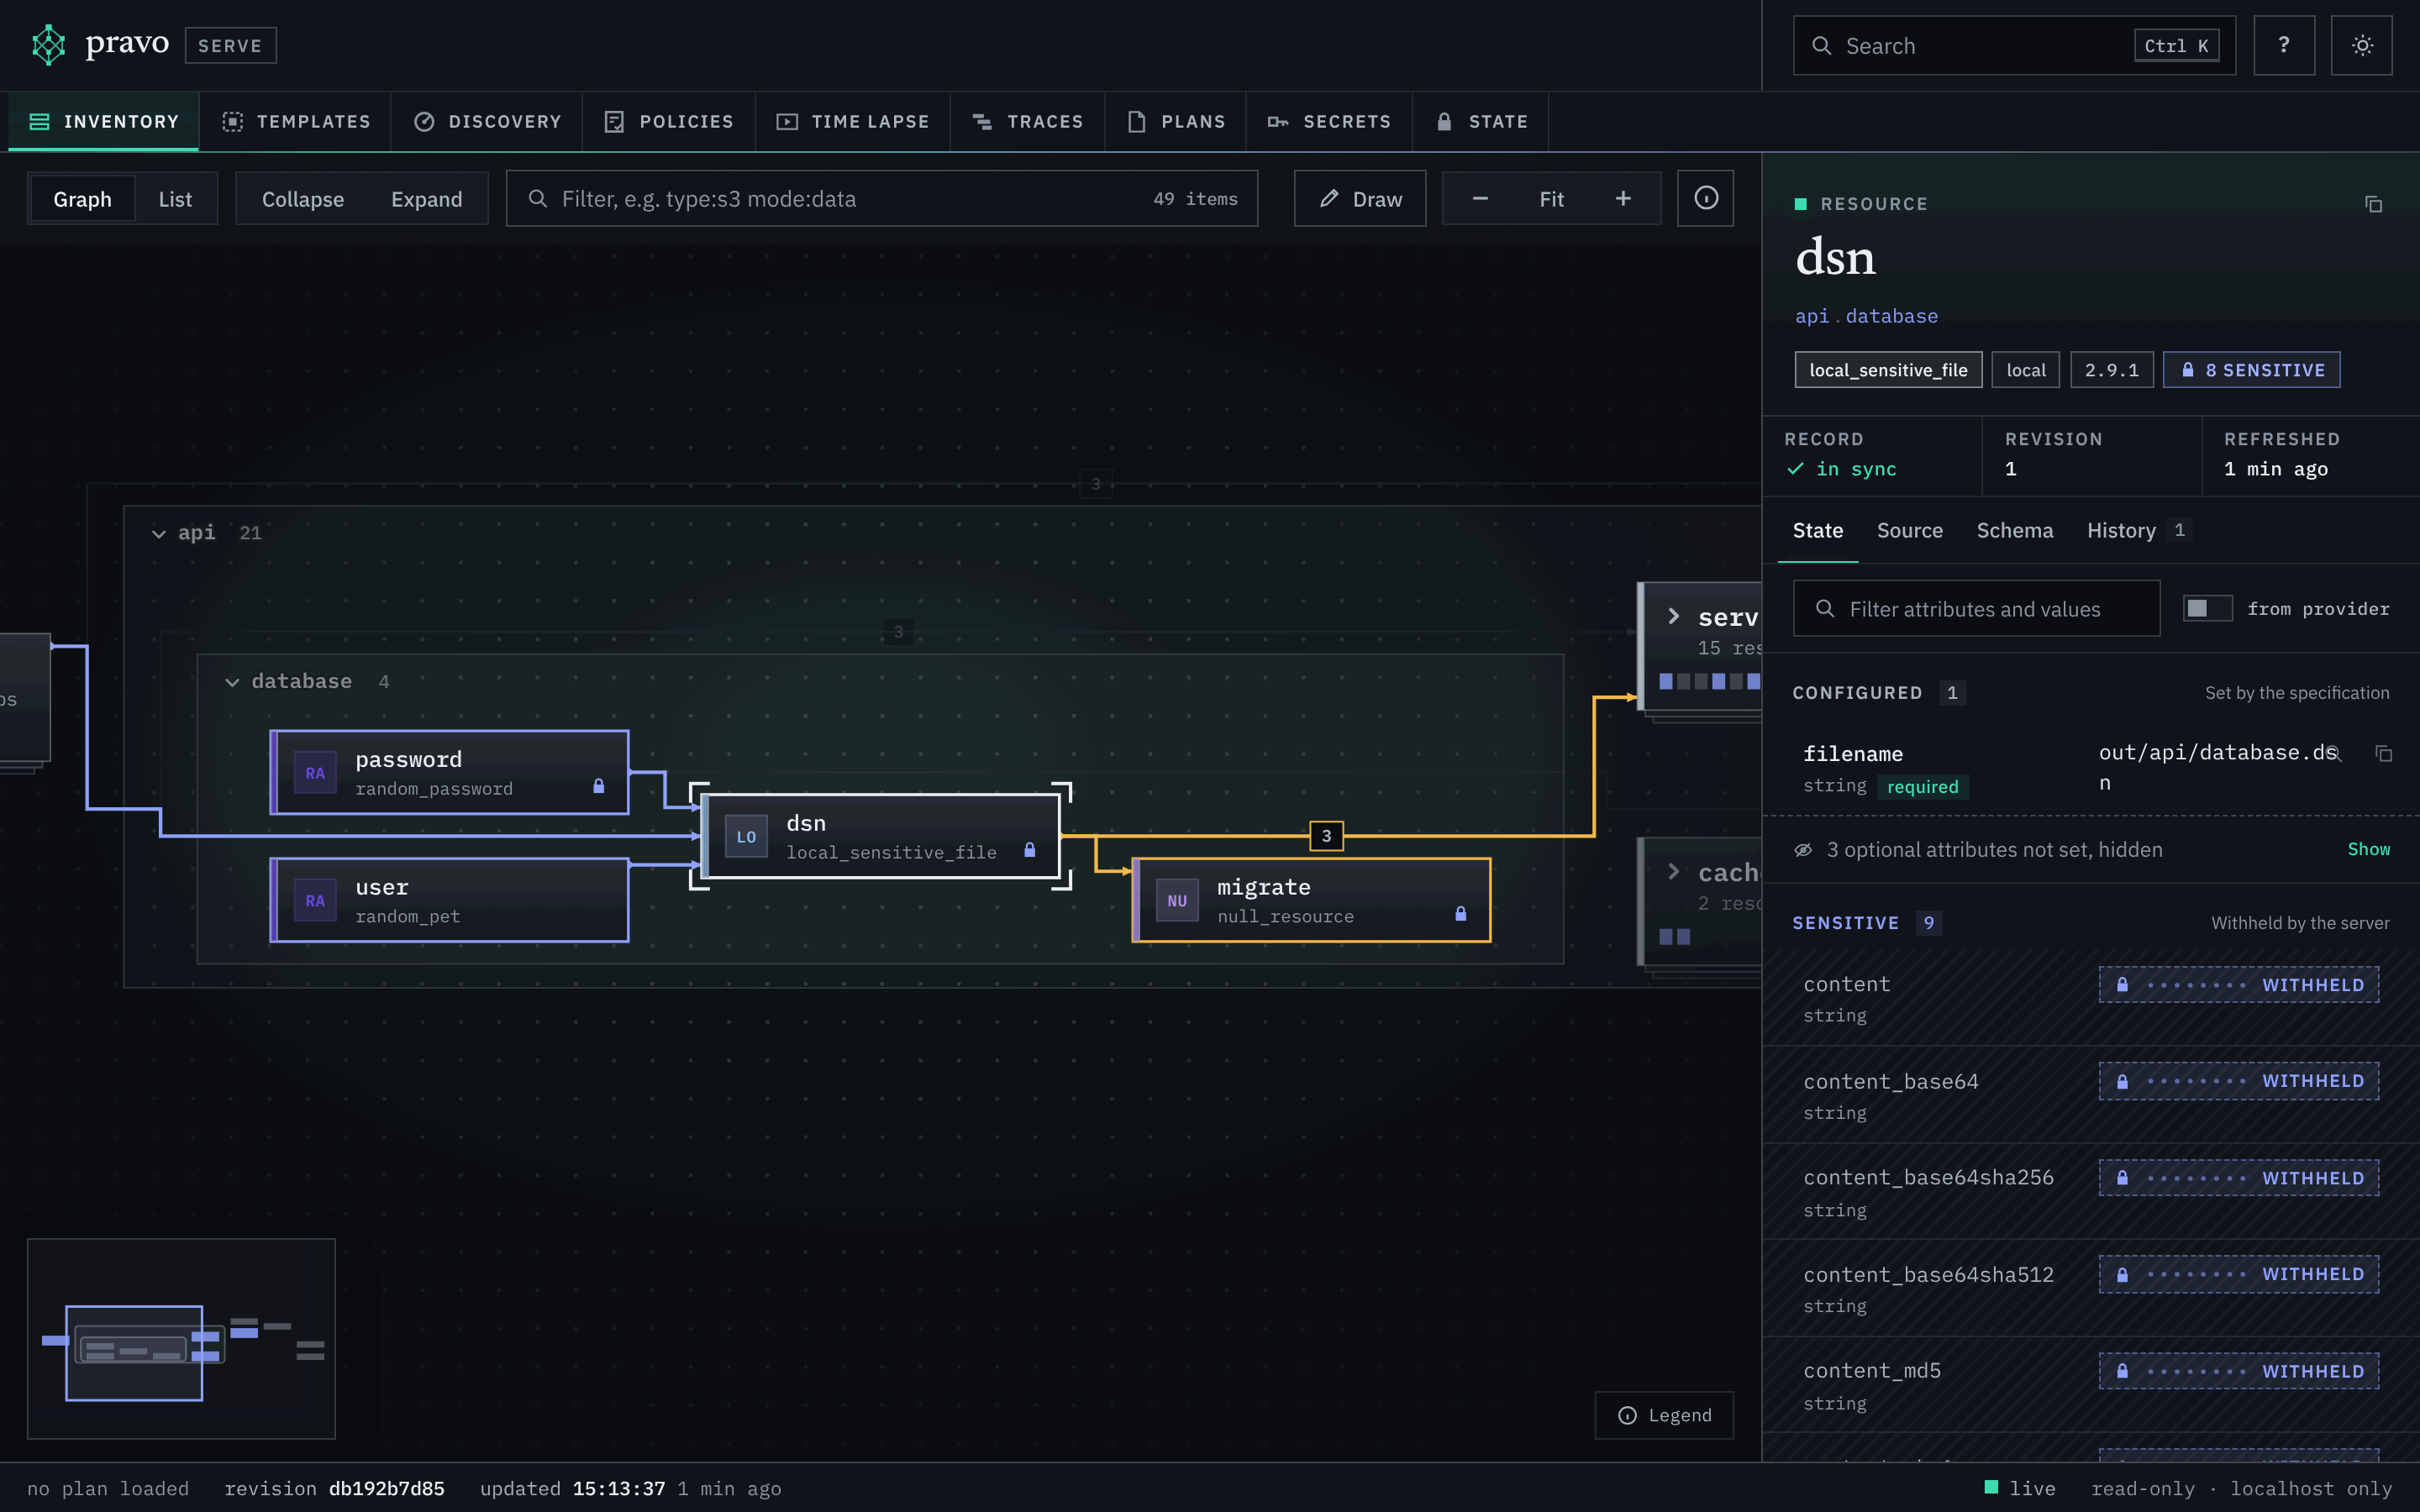 pravo SERVE
Search Ctrl K ?
INVENTORY TEMPLATES DISCOVERY POLICIES TIME LAPSE TRACES PLANS SECRETS STATE
Graph List Collapse Expand Filter, e.g. type:s3 mode:data 49 items Draw − Fit +
3
api 21
3
database 4
password
RA
random_password
user
RA
random_pet
dsn
LO
local_sensitive_file
3
migrate
NU
null_resource
serv
15 res
cach
2 reso
Legend
RESOURCE
dsn
api.database
local_sensitive_file local 2.9.1 8 SENSITIVE
RECORD REVISION REFRESHED
in sync 1 1 min ago
State Source Schema History 1
Filter attributes and values from provider
CONFIGURED 1 Set by the specification
filename out/api/database.ds
string required n
3 optional attributes not set, hidden Show
SENSITIVE 9 Withheld by the server
content WITHHELD
string
content_base64 WITHHELD
string
content_base64sha256 WITHHELD
string
content_base64sha512 WITHHELD
string
content_md5 WITHHELD
string
no plan loaded revision db192b7d85 updated 15:13:37 1 min ago live read-only · localhost only